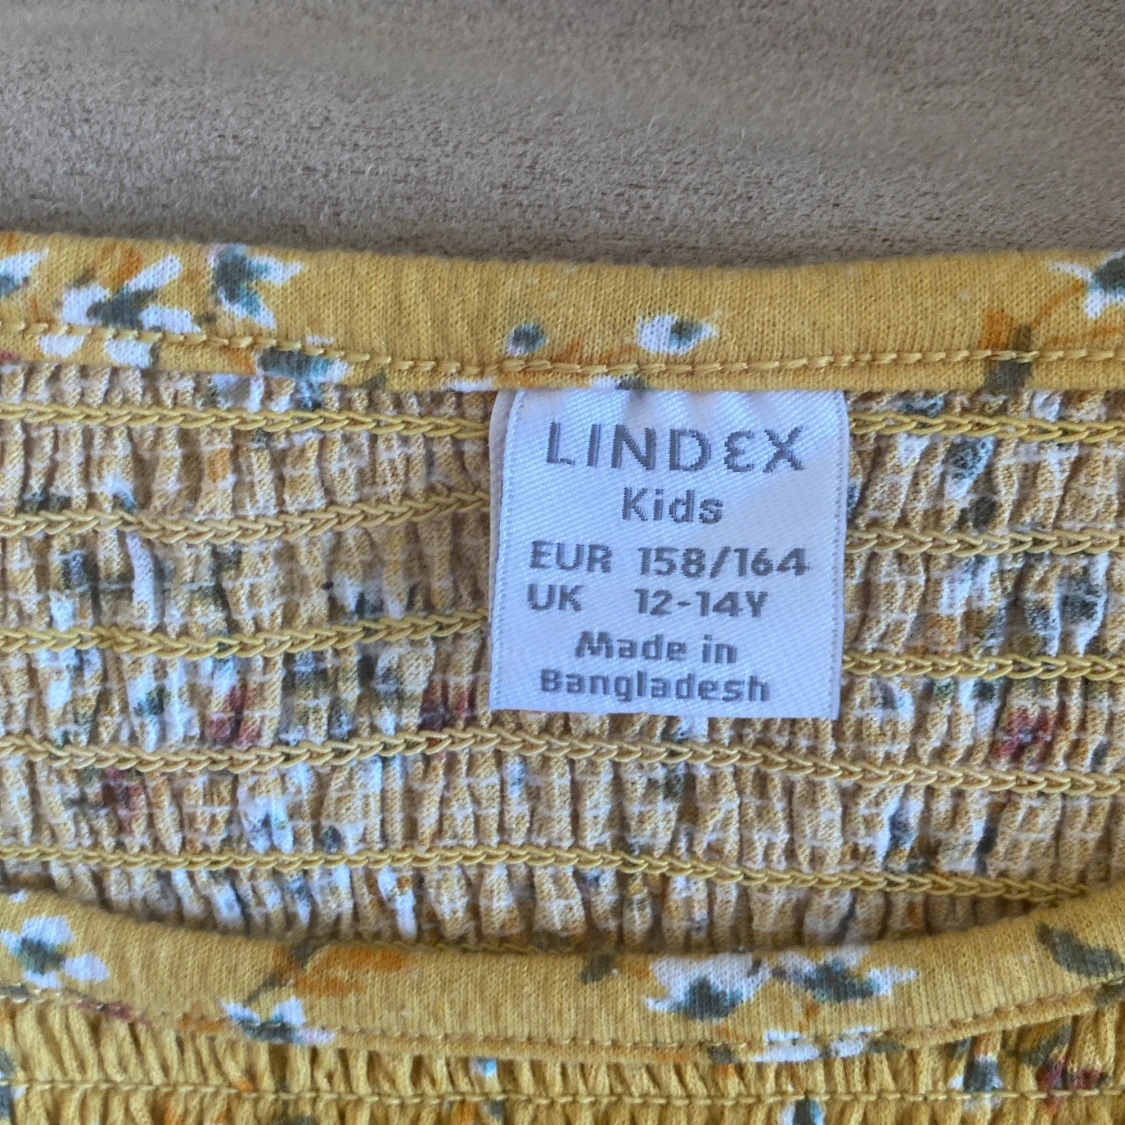 LINDEX
Kids
EUR 158/164
UK 12-14Y
Made in
Bangladesh